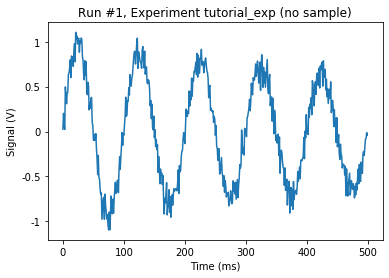 Run #1, Experiment tutorial_exp (no sample)
Signal (V)
1
0.5
0
-0.5
-1
0 100 200 300 400 500
Time (ms)